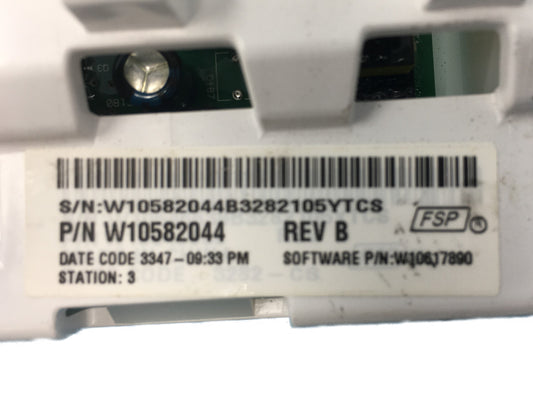 S/N:W10582044B3282105YTCS
P/N W10582044 REV B FSP
DATE CODE 3347-09:33 PM SOFTWARE P/N:W10617890
STATION: 3